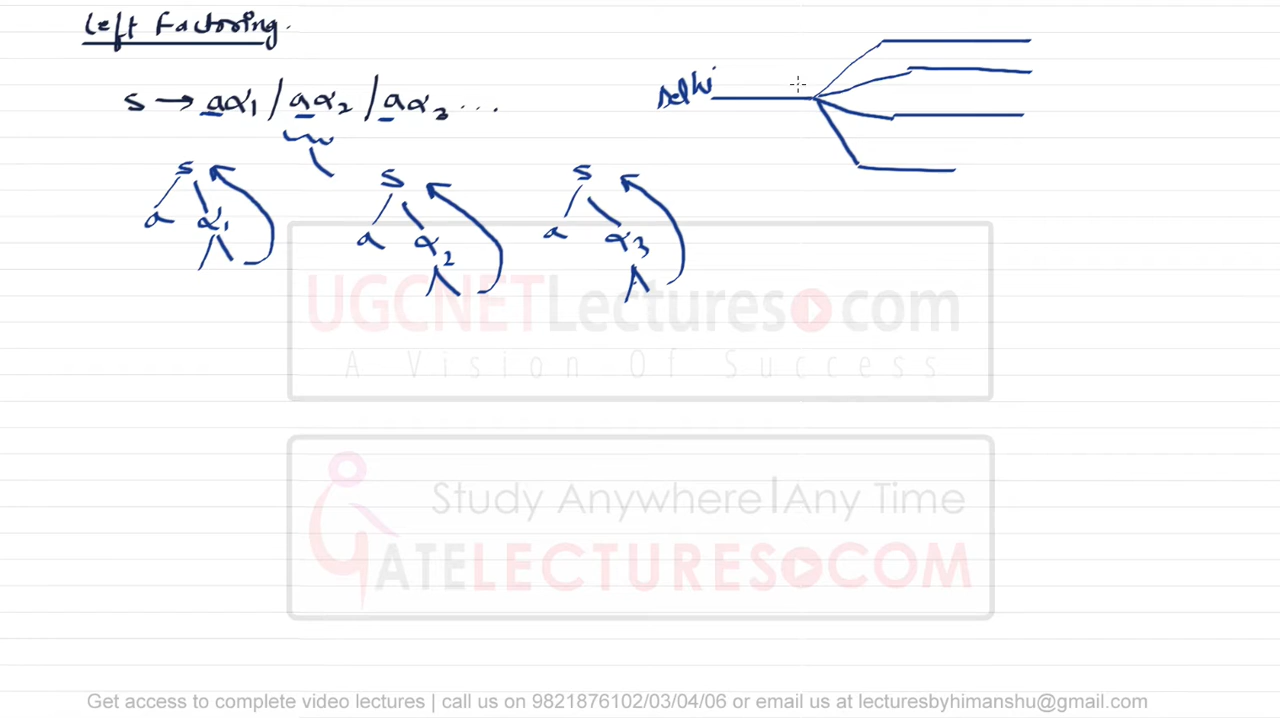 Left Factoring.
S → aα1 / aα2 / aα3 ...
Delhi
S
a α1
S
a α2
S
a α3
UGCNETLectures.com
A Vision Of Success
Study Anywhere|Any Time
GATELECTURES.COM
Get access to complete video lectures | call us on 9821876102/03/04/06 or email us at lecturesbyhimanshu@gmail.com